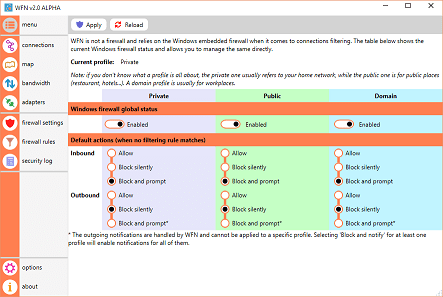 WFN v2.0 ALPHA
menu
connections
map
bandwidth
adapters
firewall settings
firewall rules
security log
options
about
Apply Reload
WFN is not a firewall and relies on the Windows embedded firewall when it comes to connections filtering. The table below shows the
current Windows firewall status and allows you to manage the same directly.
Current profile: Private
Note: if you don't know what a profile is all about, the private one usually refers to your home network, while the public one is for public places
(restaurant, hotels...). A domain profile is usually for workplaces.
Private Public Domain
Windows firewall global status
Enabled Enabled Enabled
Default actions (when no filtering rule matches)
Inbound Allow Allow Allow
Block silently Block silently Block silently
Block and prompt Block and prompt Block and prompt
Outbound Allow Allow Allow
Block silently Block silently Block silently
Block and prompt* Block and prompt* Block and prompt*
* The outgoing notifications are handled by WFN and cannot be applied to a specific profile. Selecting 'Block and notify' for at least one
profile will enable notifications for all of them.